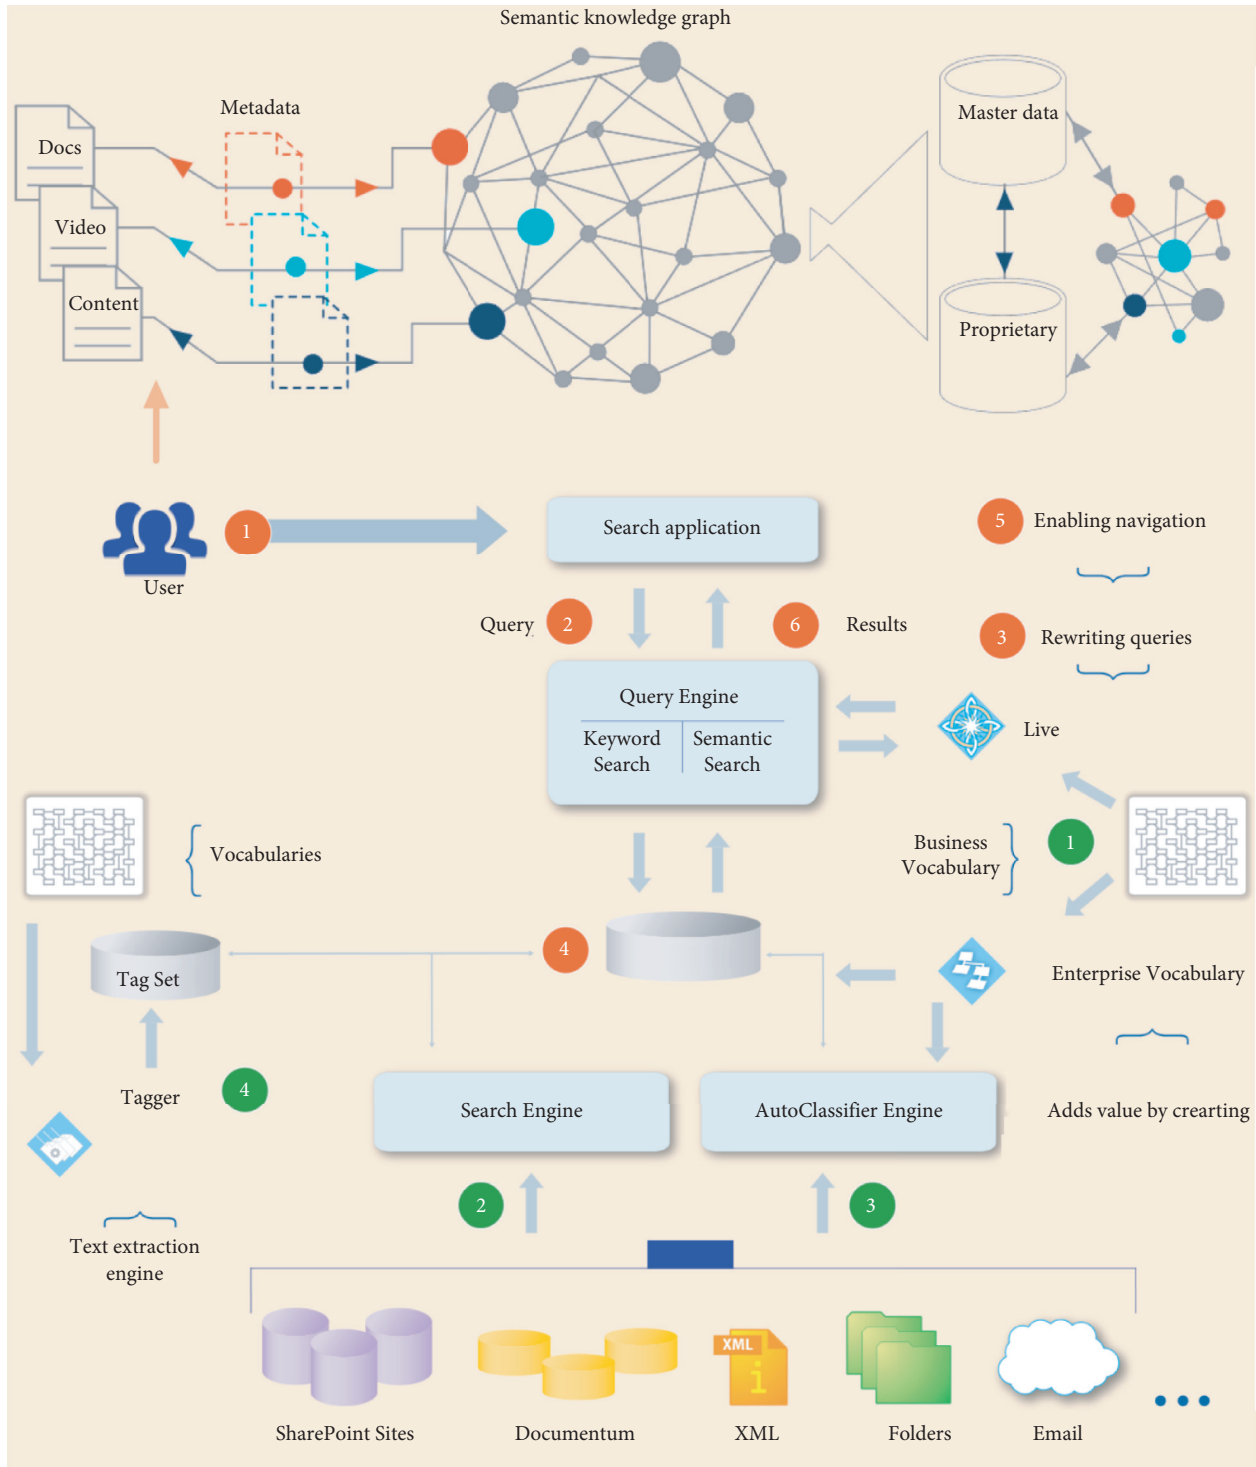 Semantic knowledge graph
Metadata
Docs
Video
Content
Master data
Proprietary
User
1
Search application
5
Enabling navigation
Query
2
6
Results
3
Rewriting queries
Query Engine
Keyword
Search
Semantic
Search
Live
Vocabularies
Business
Vocabulary
1
Tag Set
4
Enterprise Vocabulary
Tagger
4
Search Engine
AutoClassifier Engine
Adds value by crearting
2
3
Text extraction
engine
XML
i
SharePoint Sites
Documentum
XML
Folders
Email